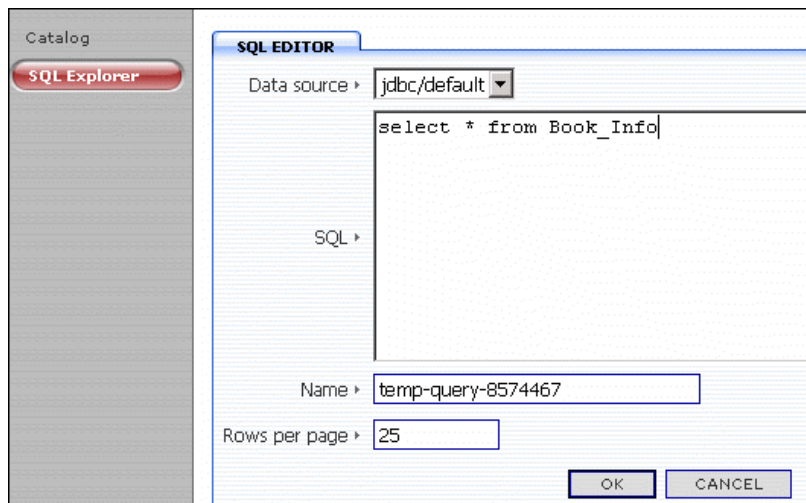 Catalog
SQL Explorer
SQL EDITOR
Data source
jdbc/default
select * from Book_Info
SQL
Name
temp-query-8574467
Rows per page
25
OK
CANCEL